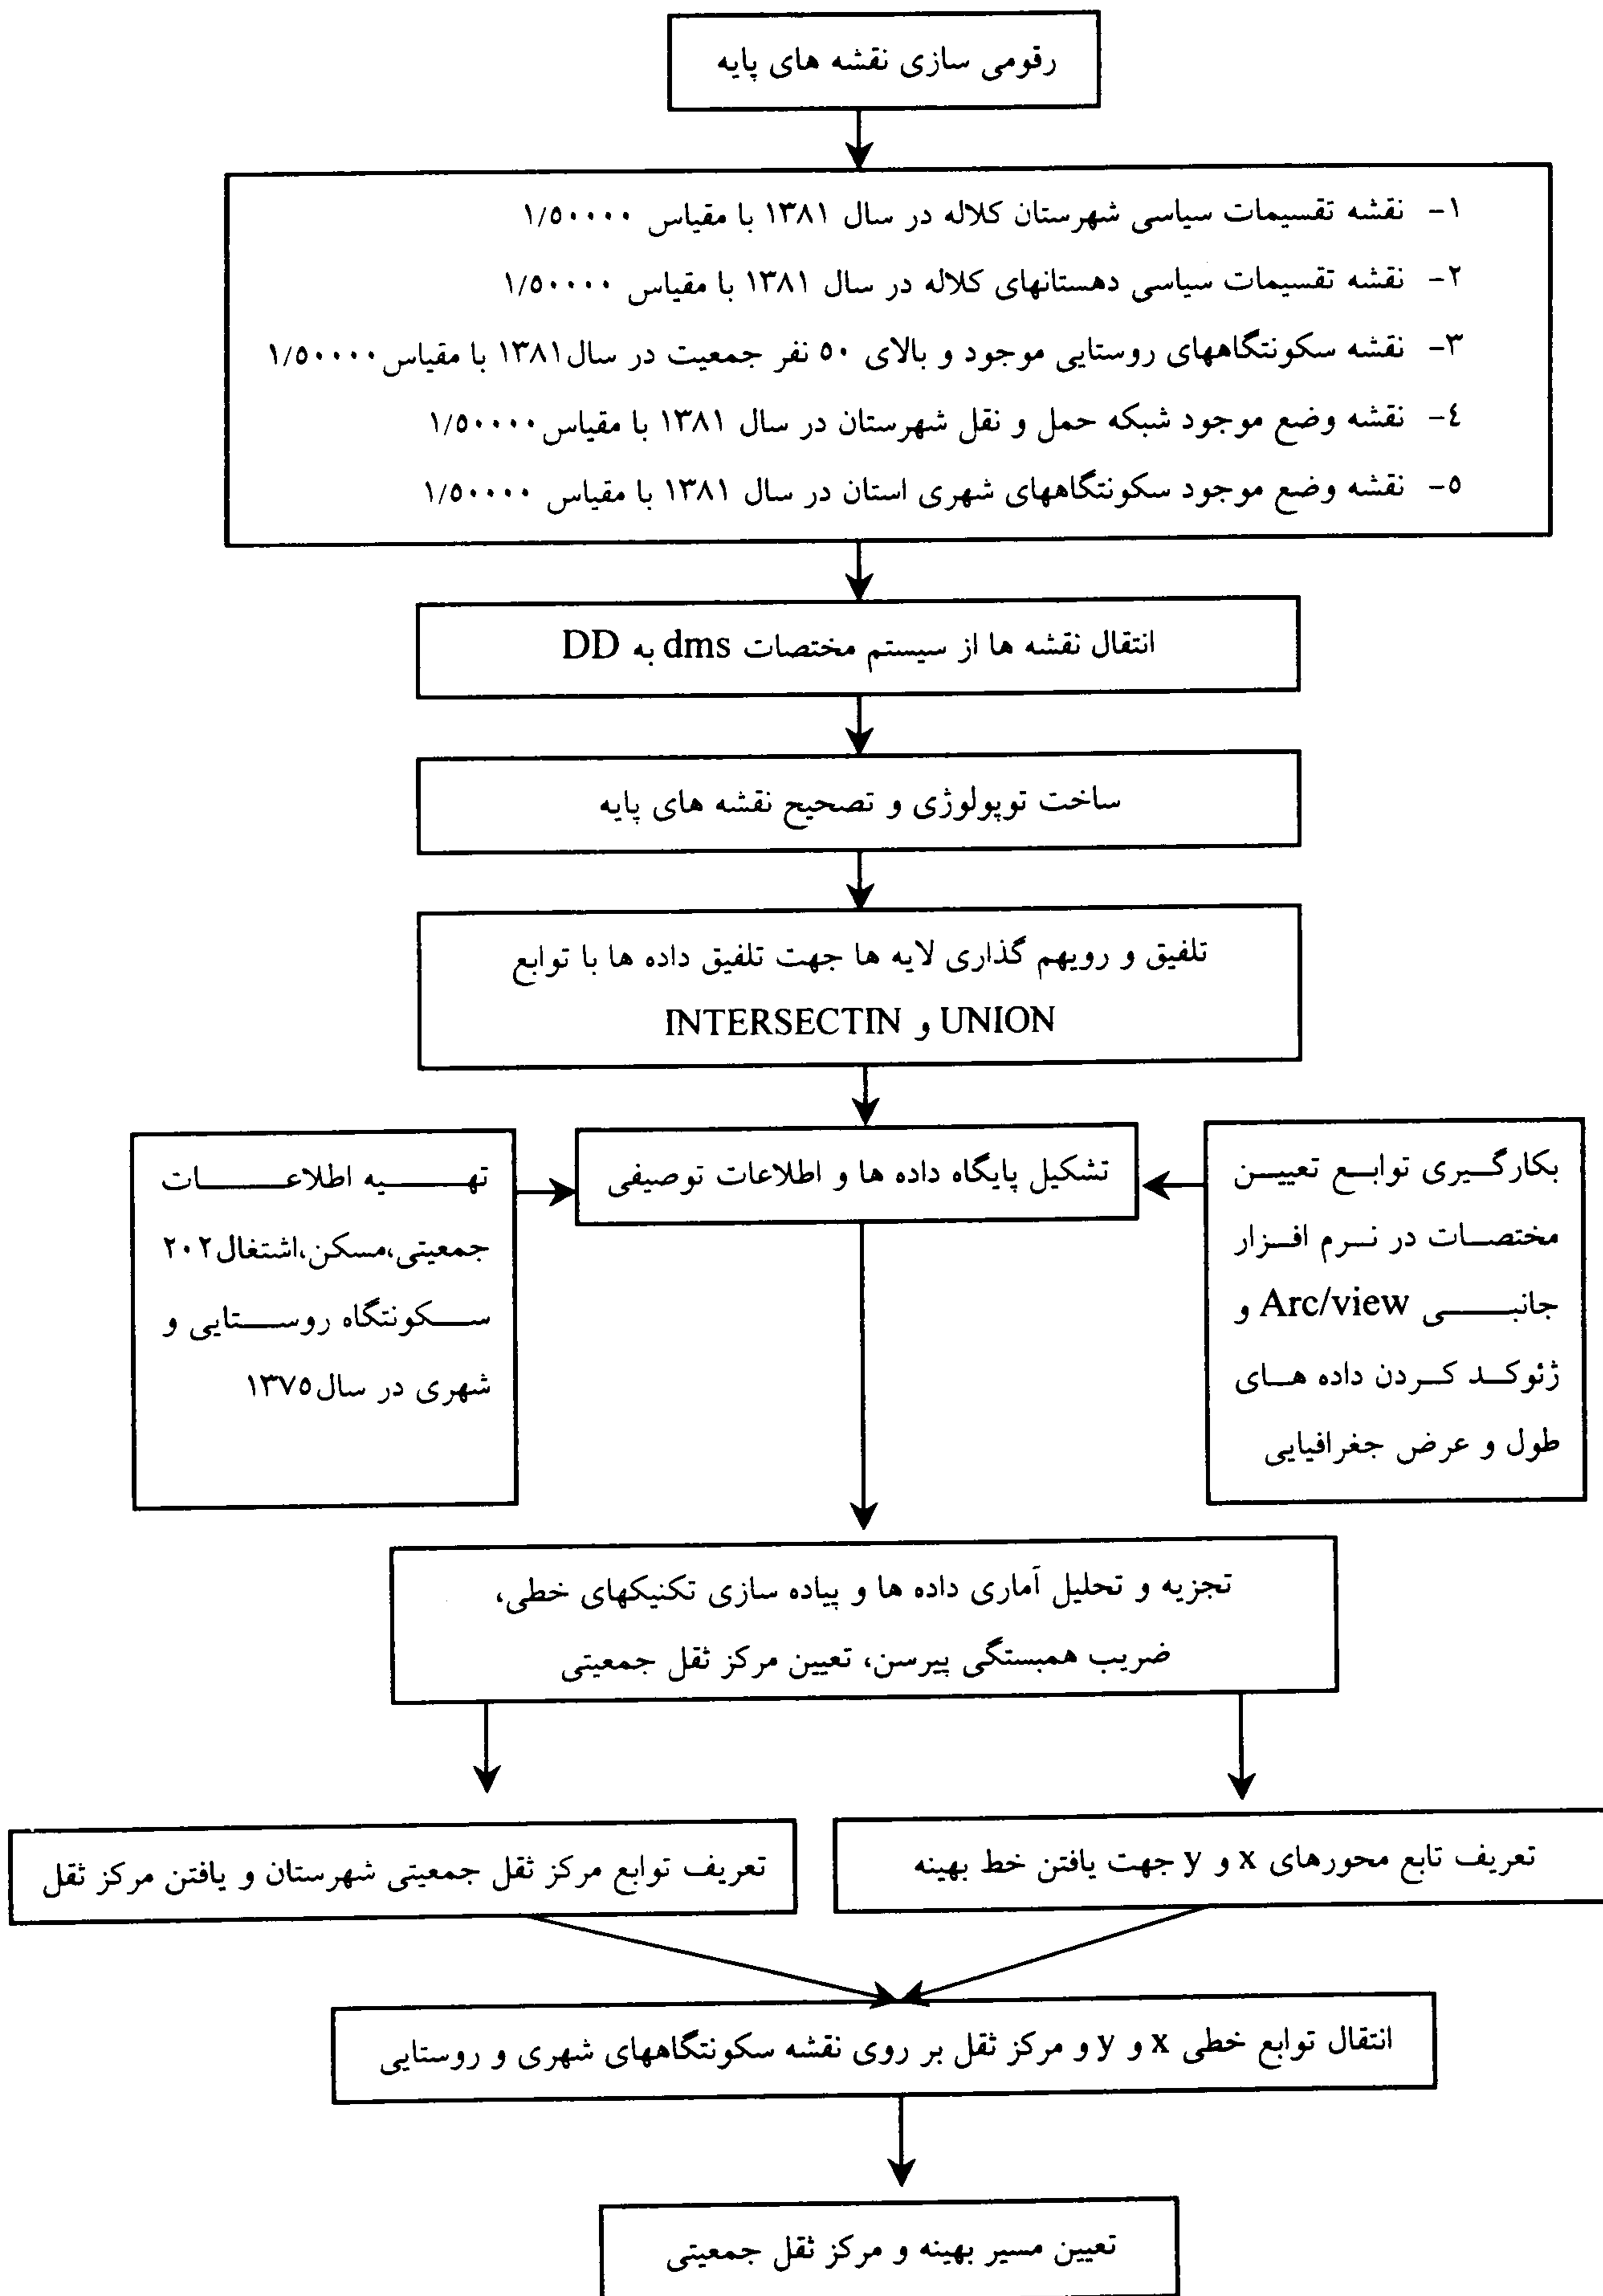 رقومی سازی نقشه های پایه
۱- نقشه تقسیمات سیاسی شهرستان کلاله در سال ۱۳۸۱ با مقیاس ۱/۵۰۰۰۰
۲- نقشه تقسیمات سیاسی دهستانهای کلاله در سال ۱۳۸۱ با مقیاس ۱/۵۰۰۰۰
۳- نقشه سکونتگاههای روستایی موجود و بالای ۵۰ نفر جمعیت در سال۱۳۸۱ با مقیاس۱/۵۰۰۰۰
٤- نقشه وضع موجود شبکه حمل و نقل شهرستان در سال ۱۳۸۱ با مقیاس۱/۵۰۰۰۰
۵- نقشه وضع موجود سکونتگاههای شهری استان در سال ۱۳۸۱ با مقیاس ۱/۵۰۰۰۰
انتقال نقشه ها از سیستم مختصات dms به DD
ساخت توپولوژی و تصحیح نقشه های پایه
تلفیق و رویهم گذاری لایه ها جهت تلفیق داده ها با توابع
UNION و INTERSECTIN
بکارگیری توابع تعیین
مختصات در نرم افزار
جانبی Arc/view و
ژئوکد کردن داده های
طول و عرض جغرافیایی
تشکیل پایگاه داده ها و اطلاعات توصیفی
تهیه اطلاعات
جمعیتی،مسکن،اشتغال۲۰۲
سکونتگاه روستایی و
شهری در سال۱۳۷۵
تجزیه و تحلیل آماری داده ها و پیاده سازی تکنیکهای خطی،
ضریب همبستگی پیرسن، تعیین مرکز ثقل جمعیتی
تعریف تابع محورهای x و y جهت یافتن خط بهینه
تعریف توابع مرکز ثقل جمعیتی شهرستان و یافتن مرکز ثقل
انتقال توابع خطی x و y و مرکز ثقل بر روی نقشه سکونتگاههای شهری و روستایی
تعیین مسیر بهینه و مرکز ثقل جمعیتی